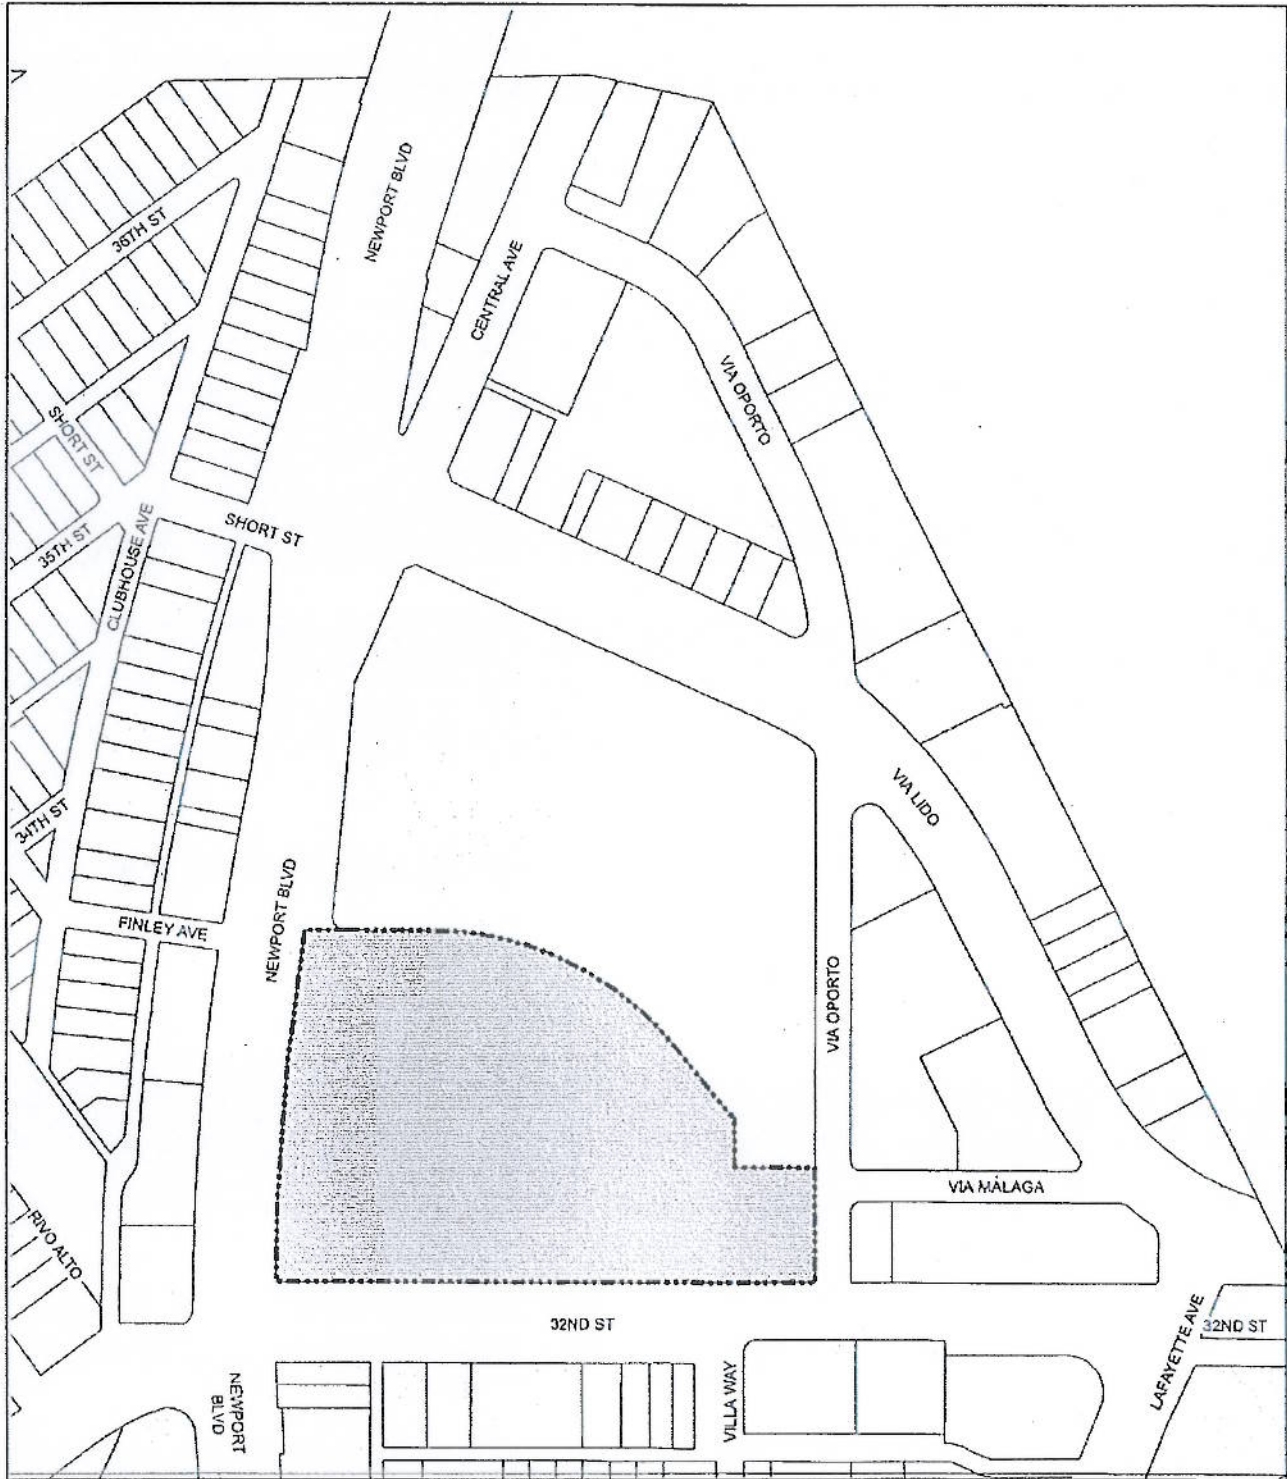 NEWPORT BLVD
36TH ST
CENTRAL AVE
VIA OPORTO
SHORT ST
SHORT ST
35TH ST
CLUBHOUSE AVE
VIA LIDO
34TH ST
NEWPORT BLVD
FINLEY AVE
VIA OPORTO
VIA MÁLAGA
RIVO ALTO
32ND ST
32ND ST
LAFAYETTE AVE
VILLA WAY
NEWPORT
BLVD